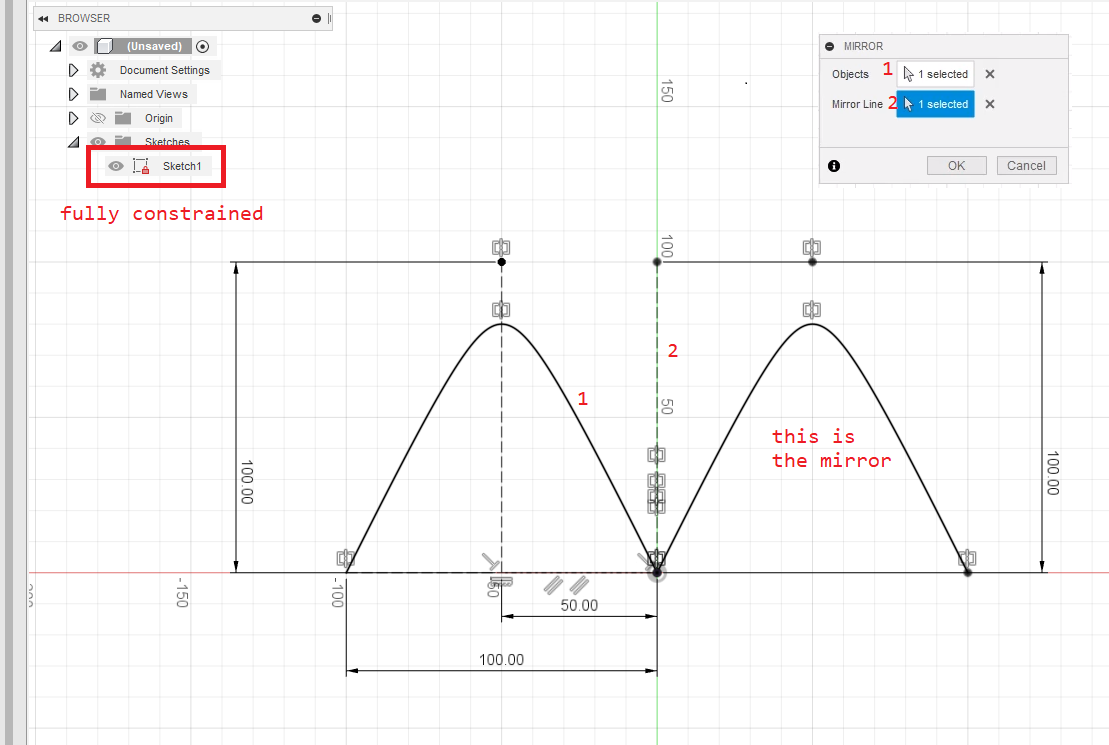 BROWSER
(Unsaved)
Document Settings
Named Views
Origin
Sketches
Sketch1
fully constrained
MIRROR
Objects 1 1 selected
Mirror Line 2 1 selected
OK Cancel
150
100
50
2
1
this is
the mirror
100.00
100.00
-150
-100
-50
50.00
100.00